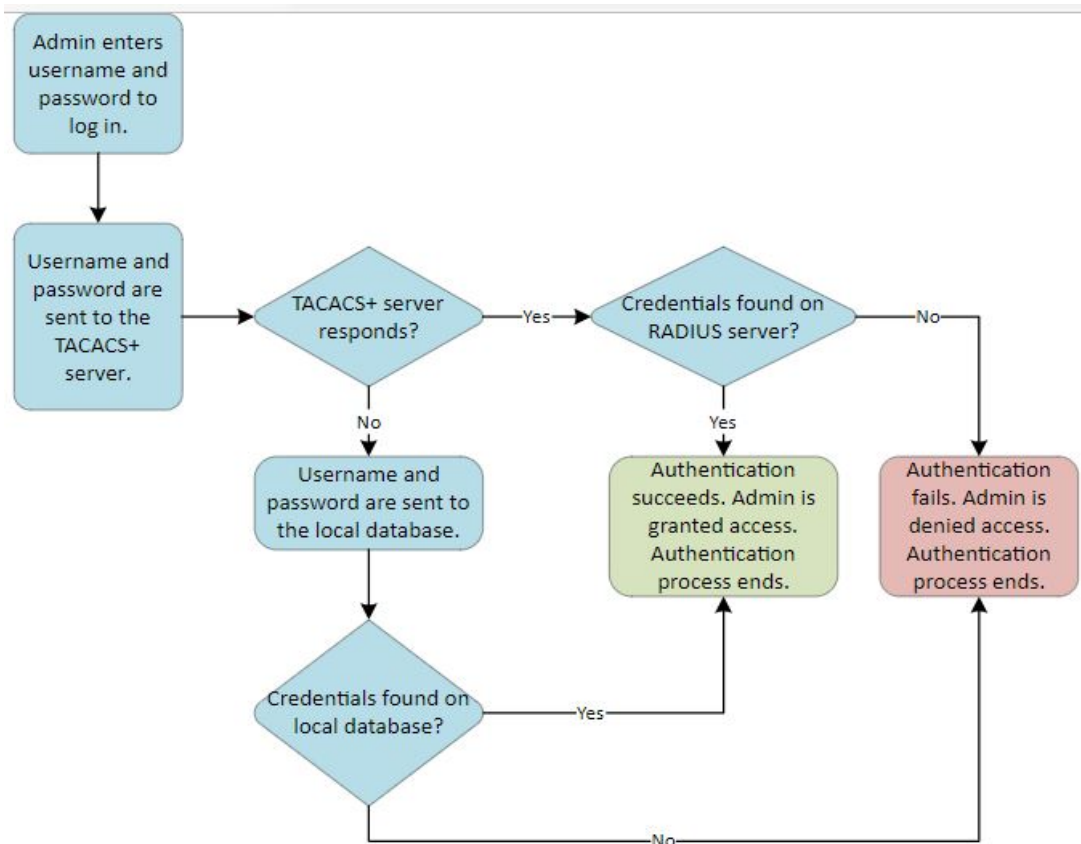 Admin enters
username and
password to
log in.
Username and
password are
sent to the
TACACS+
server.
TACACS+ server
responds?
Yes
Credentials found on
RADIUS server?
No
No
Yes
Username and
password are sent to
the local database.
Authentication
succeeds. Admin is
granted access.
Authentication
process ends.
Authentication
fails. Admin is
denied access.
Authentication
process ends.
Credentials found on
local database?
Yes
No